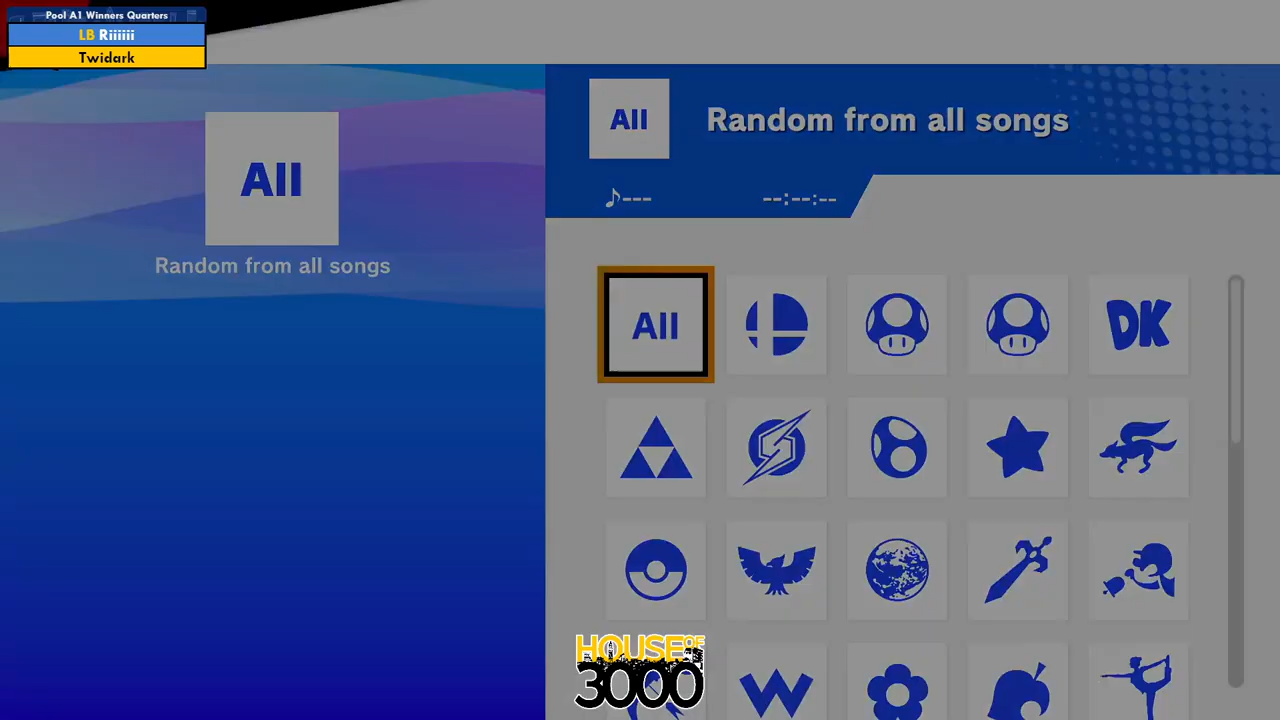 Pool A1 Winners Quarters
LB Riiiiii
Twidark
All
Random from all songs
All
Random from all songs
♪--- --:--:--
All
DK
HOUSE OF
3000